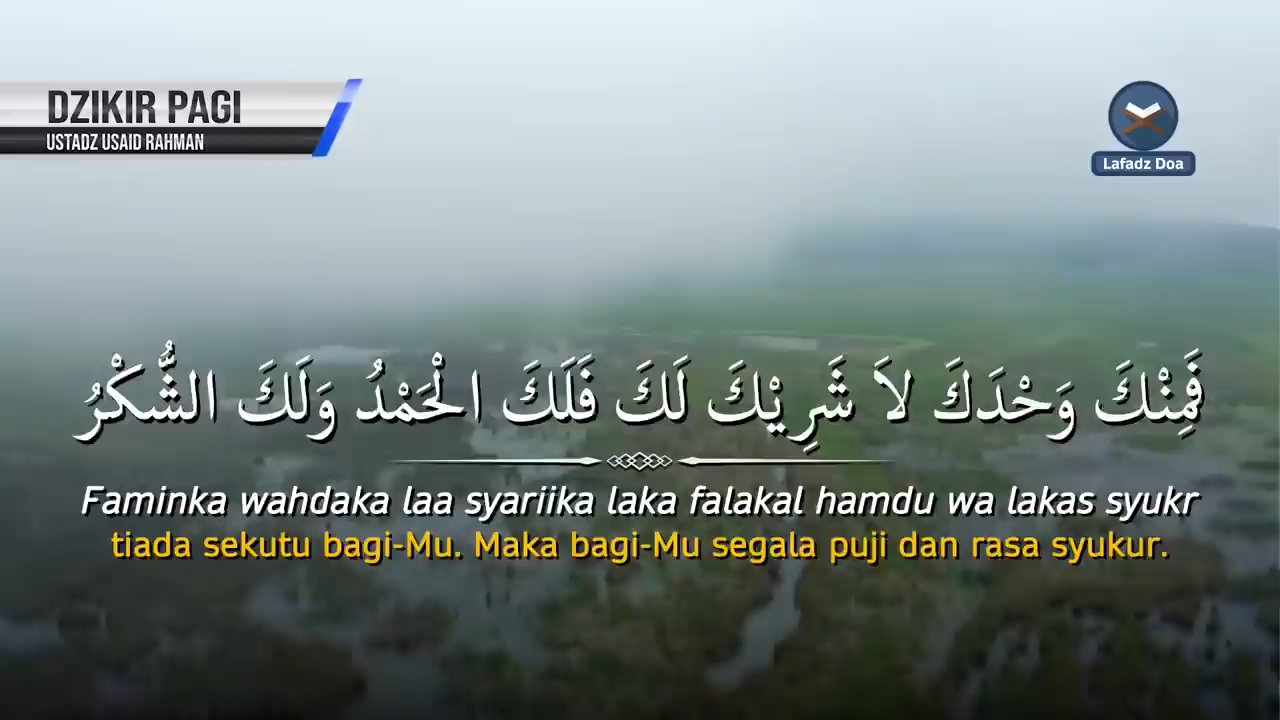 DZIKIR PAGI
USTADZ USAID RAHMAN
Lafadz Doa
فَمِنْكَ وَحْدَكَ لاَ شَرِيْكَ لَكَ فَلَكَ الْحَمْدُ وَلَكَ الشُّكْرُ
Faminka wahdaka laa syariika laka falakal hamdu wa lakas syukr
tiada sekutu bagi-Mu. Maka bagi-Mu segala puji dan rasa syukur.